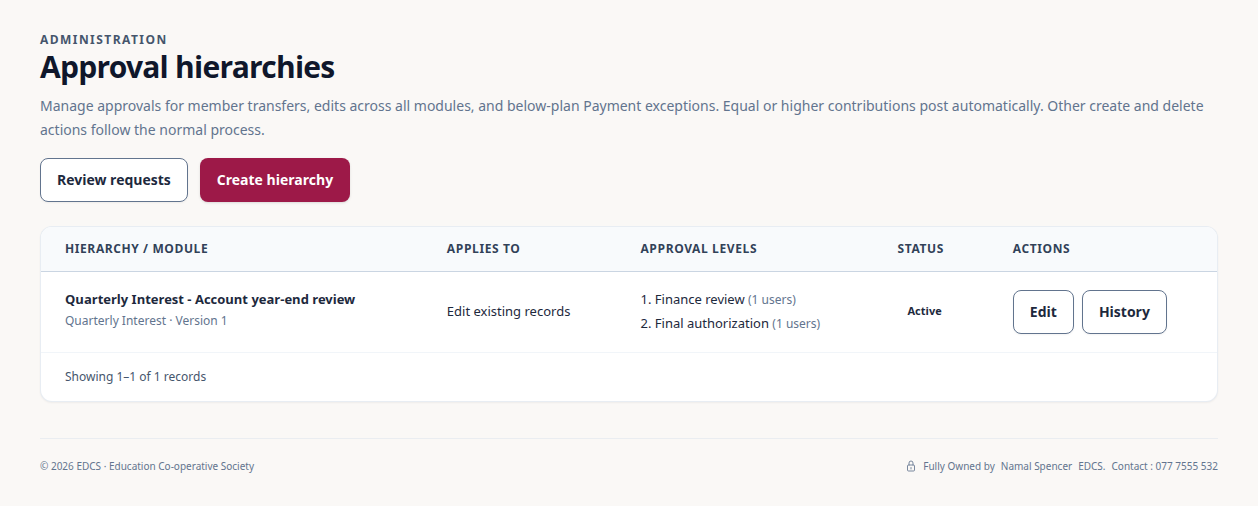 ADMINISTRATION
Approval hierarchies
Manage approvals for member transfers, edits across all modules, and below-plan Payment exceptions. Equal or higher contributions post automatically. Other create and delete
actions follow the normal process.
Review requests Create hierarchy
HIERARCHY / MODULE APPLIES TO APPROVAL LEVELS STATUS ACTIONS
Quarterly Interest - Account year-end review
Quarterly Interest · Version 1
Edit existing records
1. Finance review (1 users)
2. Final authorization (1 users)
Active
Edit History
Showing 1–1 of 1 records
© 2026 EDCS · Education Co-operative Society
Fully Owned by Namal Spencer EDCS. Contact : 077 7555 532